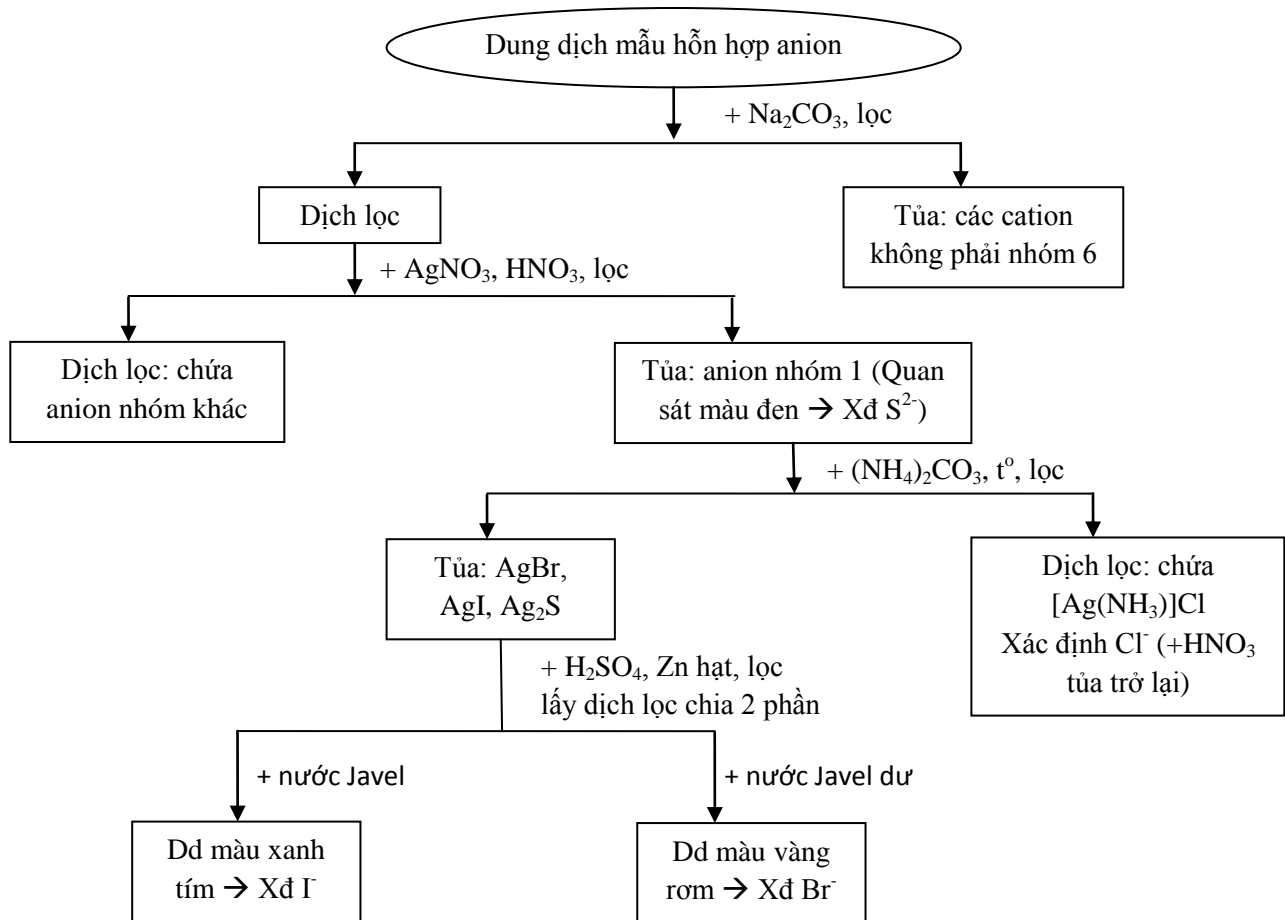 Dung dịch mẫu hỗn hợp anion
+ Na₂CO₃, lọc
Dịch lọc
Tủa: các cation
không phải nhóm 6
+ AgNO₃, HNO₃, lọc
Dịch lọc: chứa
anion nhóm khác
Tủa: anion nhóm 1 (Quan
sát màu đen → Xđ S²⁻)
+ (NH₄)₂CO₃, tᵒ, lọc
Tủa: AgBr,
AgI, Ag₂S
Dịch lọc: chứa
[Ag(NH₃)]Cl
Xác định Cl⁻ (+HNO₃
tủa trở lại)
+ H₂SO₄, Zn hạt, lọc
lấy dịch lọc chia 2 phần
+ nước Javel
+ nước Javel dư
Dd màu xanh
tím → Xđ I⁻
Dd màu vàng
rơm → Xđ Br⁻